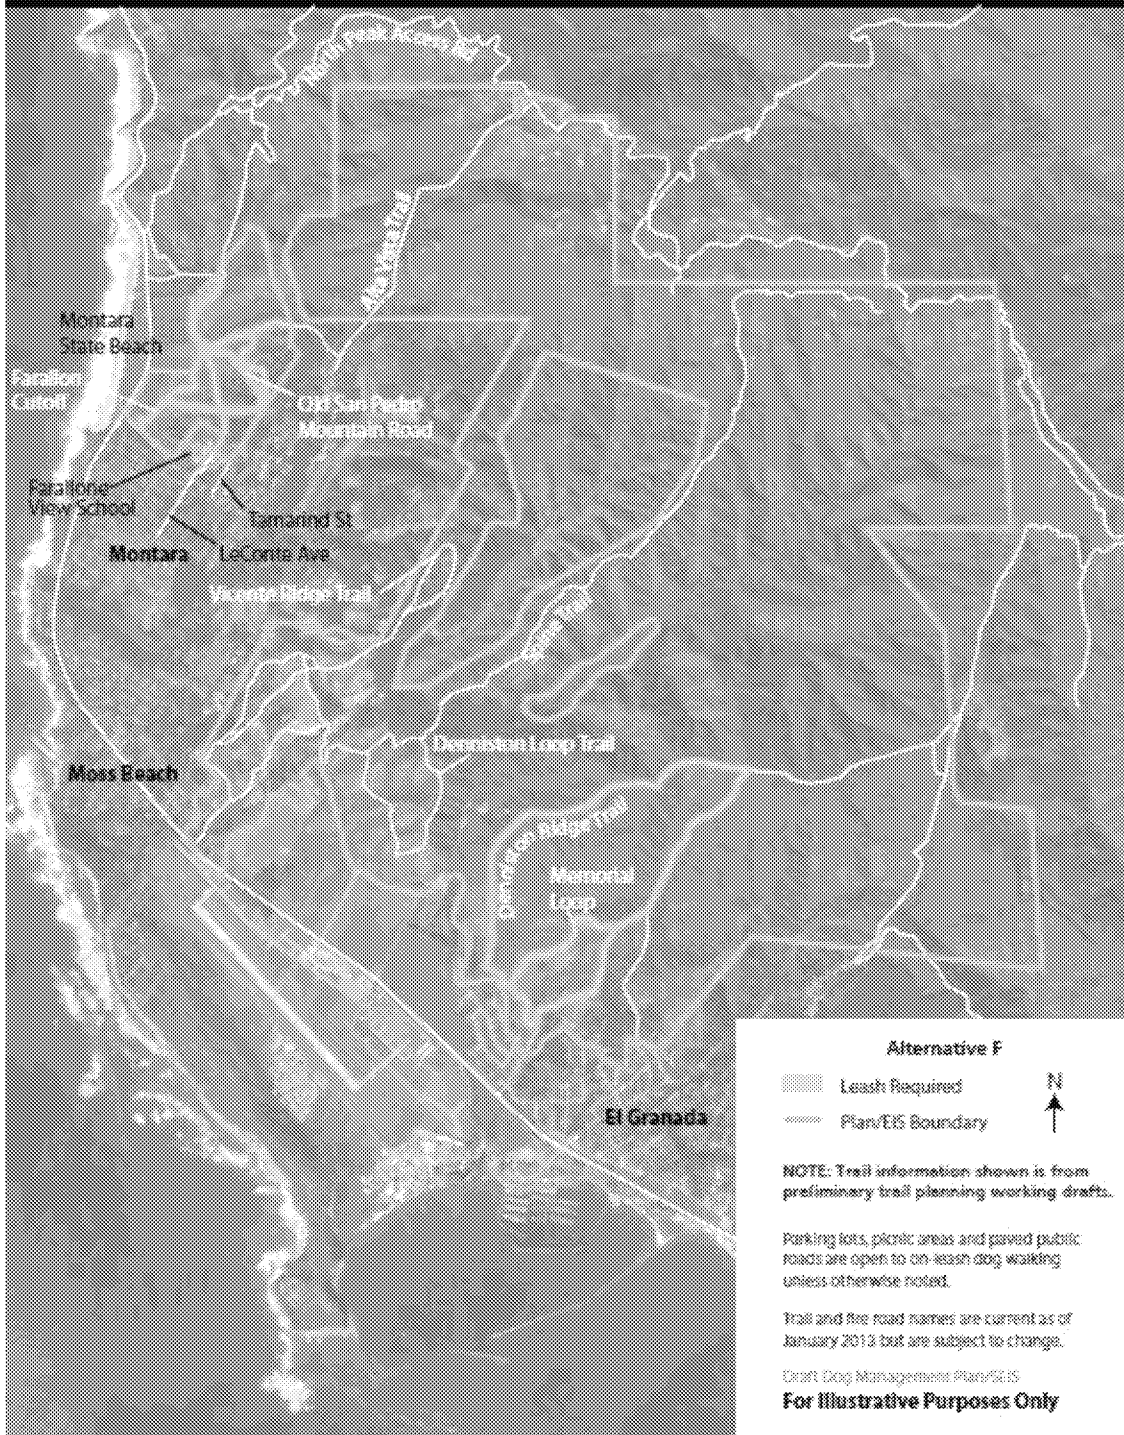 North Peak Access Rd
Alta Vista Trail
Montara
State Beach
Farallon
Cutoff
Old San Pedro
Mountain Road
Farallone
View School
Tamarind St
Montara
LeConte Ave
Vicente Ridge Trail
Spine Trail
Denniston Loop Trail
Moss Beach
Denniston Ridge Trail
Memorial
Loop
El Granada
Alternative F
Leash Required
N
Plan/EIS Boundary
NOTE: Trail information shown is from
preliminary trail planning working drafts.
Parking lots, picnic areas and paved public
roads are open to on-leash dog walking
unless otherwise noted.
Trail and fire road names are current as of
January 2013 but are subject to change.
Draft Dog Management Plan/SEIS
For Illustrative Purposes Only